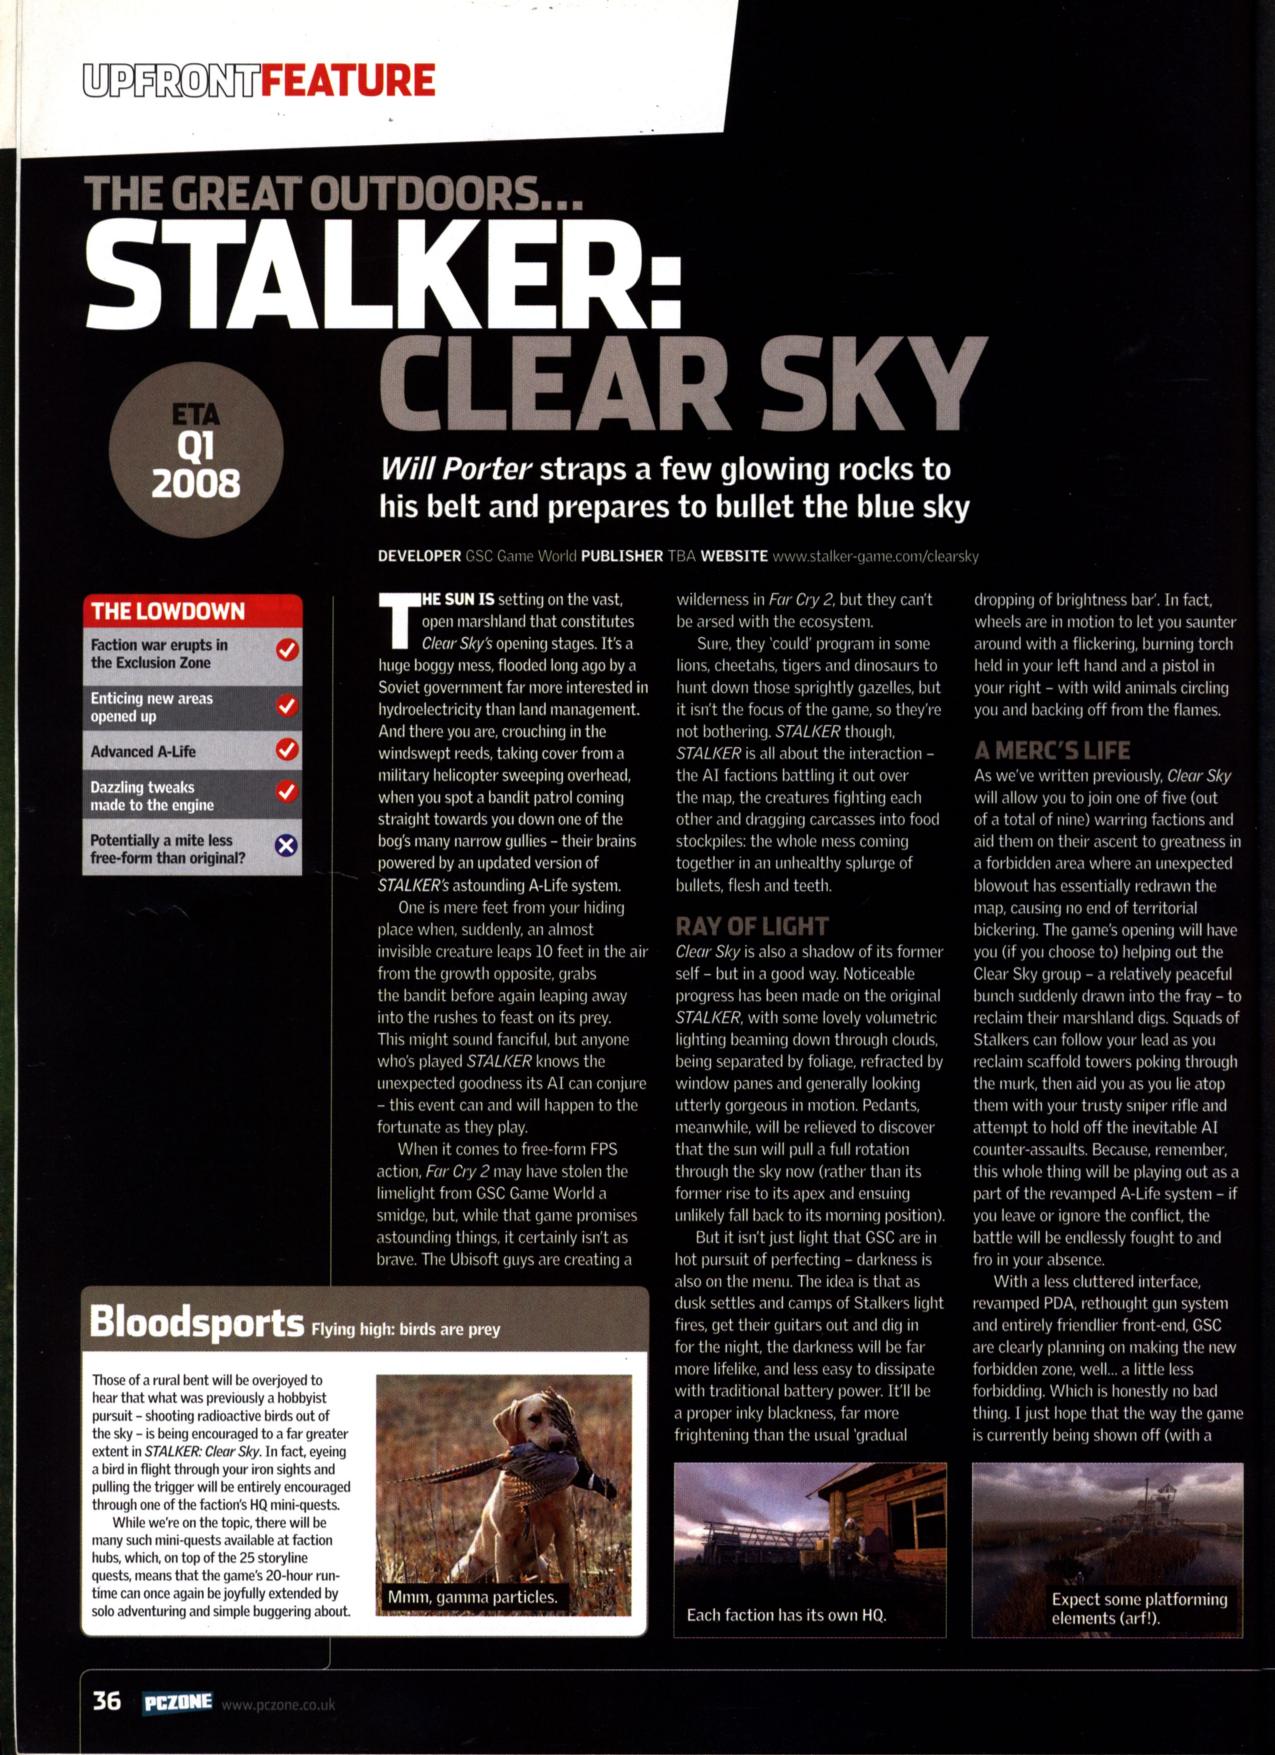 UPFRONTFEATURE
THE GREAT OUTDOORS...
STALKER:
CLEAR SKY
ETA
Q1
2008
Will Porter straps a few glowing rocks to
his belt and prepares to bullet the blue sky
DEVELOPER GSC Game World PUBLISHER TBA WEBSITE www.stalker-game.com/clearsky
THE LOWDOWN
Faction war erupts in
the Exclusion Zone
Enticing new areas
opened up
Advanced A-Life
Dazzling tweaks
made to the engine
Potentially a mite less
free-form than original?
THE SUN IS setting on the vast,
open marshland that constitutes
Clear Sky's opening stages. It's a
huge boggy mess, flooded long ago by a
Soviet government far more interested in
hydroelectricity than land management.
And there you are, crouching in the
windswept reeds, taking cover from a
military helicopter sweeping overhead,
when you spot a bandit patrol coming
straight towards you down one of the
bog's many narrow gullies – their brains
powered by an updated version of
STALKER's astounding A-Life system.
One is mere feet from your hiding
place when, suddenly, an almost
invisible creature leaps 10 feet in the air
from the growth opposite, grabs
the bandit before again leaping away
into the rushes to feast on its prey.
This might sound fanciful, but anyone
who's played STALKER knows the
unexpected goodness its AI can conjure
– this event can and will happen to the
fortunate as they play.
When it comes to free-form FPS
action, Far Cry 2 may have stolen the
limelight from GSC Game World a
smidge, but, while that game promises
astounding things, it certainly isn't as
brave. The Ubisoft guys are creating a
wilderness in Far Cry 2, but they can't
be arsed with the ecosystem.
Sure, they 'could' program in some
lions, cheetahs, tigers and dinosaurs to
hunt down those sprightly gazelles, but
it isn't the focus of the game, so they're
not bothering. STALKER though,
STALKER is all about the interaction –
the AI factions battling it out over
the map, the creatures fighting each
other and dragging carcasses into food
stockpiles: the whole mess coming
together in an unhealthy splurge of
bullets, flesh and teeth.
RAY OF LIGHT
Clear Sky is also a shadow of its former
self – but in a good way. Noticeable
progress has been made on the original
STALKER, with some lovely volumetric
lighting beaming down through clouds,
being separated by foliage, refracted by
window panes and generally looking
utterly gorgeous in motion. Pedants,
meanwhile, will be relieved to discover
that the sun will pull a full rotation
through the sky now (rather than its
former rise to its apex and ensuing
unlikely fall back to its morning position).
But it isn't just light that GSC are in
hot pursuit of perfecting – darkness is
also on the menu. The idea is that as
dusk settles and camps of Stalkers light
fires, get their guitars out and dig in
for the night, the darkness will be far
more lifelike, and less easy to dissipate
with traditional battery power. It'll be
a proper inky blackness, far more
frightening than the usual 'gradual
dropping of brightness bar'. In fact,
wheels are in motion to let you saunter
around with a flickering, burning torch
held in your left hand and a pistol in
your right – with wild animals circling
you and backing off from the flames.
A MERC'S LIFE
As we've written previously, Clear Sky
will allow you to join one of five (out
of a total of nine) warring factions and
aid them on their ascent to greatness in
a forbidden area where an unexpected
blowout has essentially redrawn the
map, causing no end of territorial
bickering. The game's opening will have
you (if you choose to) helping out the
Clear Sky group – a relatively peaceful
bunch suddenly drawn into the fray – to
reclaim their marshland digs. Squads of
Stalkers can follow your lead as you
reclaim scaffold towers poking through
the murk, then aid you as you lie atop
them with your trusty sniper rifle and
attempt to hold off the inevitable AI
counter-assaults. Because, remember,
this whole thing will be playing out as a
part of the revamped A-Life system – if
you leave or ignore the conflict, the
battle will be endlessly fought to and
fro in your absence.
With a less cluttered interface,
revamped PDA, rethought gun system
and entirely friendlier front-end, GSC
are clearly planning on making the new
forbidden zone, well... a little less
forbidding. Which is honestly no bad
thing. I just hope that the way the game
is currently being shown off (with a
Bloodsports Flying high: birds are prey
Those of a rural bent will be overjoyed to
hear that what was previously a hobbyist
pursuit – shooting radioactive birds out of
the sky – is being encouraged to a far greater
extent in STALKER: Clear Sky. In fact, eyeing
a bird in flight through your iron sights and
pulling the trigger will be entirely encouraged
through one of the faction's HQ mini-quests.
While we're on the topic, there will be
many such mini-quests available at faction
hubs, which, on top of the 25 storyline
quests, means that the game's 20-hour run-
time can once again be joyfully extended by
solo adventuring and simple buggering about.
Mmm, gamma particles.
Each faction has its own HQ.
Expect some platforming
elements (arf!).
36 PCZONE www.pczone.co.uk